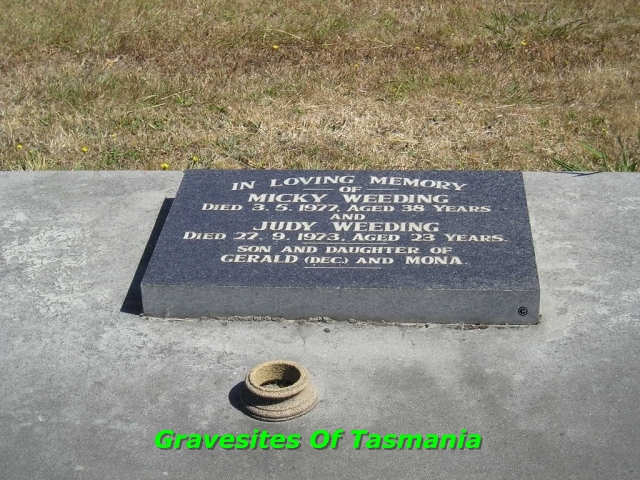 IN LOVING MEMORY
OF
MICKY WEEDING
DIED 3. 5. 1977. AGED 38 YEARS
AND
JUDY WEEDING
DIED 27. 9. 1973. AGED 23 YEARS.
SON AND DAUGHTER OF
GERALD (DEC.) AND MONA.
©
Gravesites Of Tasmania